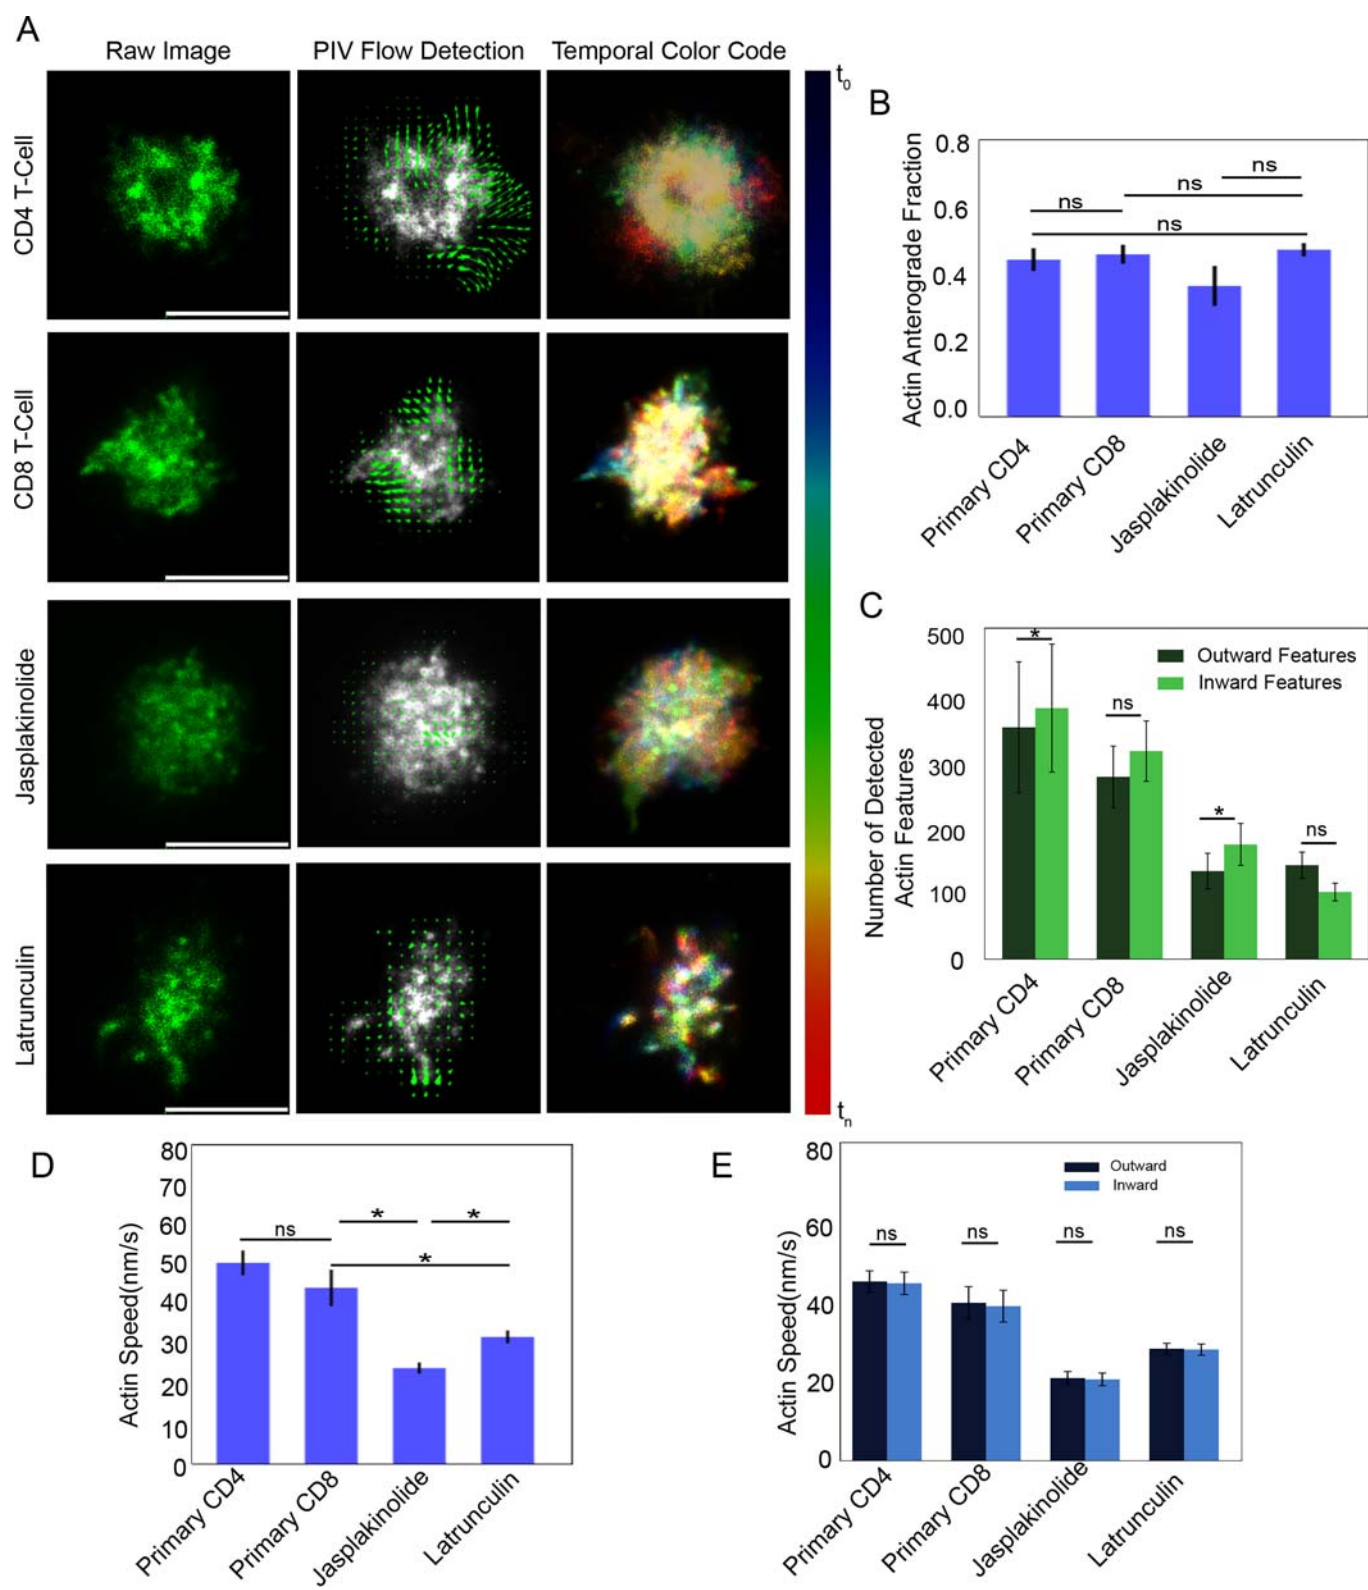 A
Raw Image
PIV Flow Detection
Temporal Color Code
CD4 T-Cell
CD8 T-Cell
Jasplakinolide
Latrunculin
t0
tn
B
Actin Anterograde Fraction
0.8
0.6
0.4
0.2
0.0
ns
ns
ns
ns
Primary CD4
Primary CD8
Jasplakinolide
Latrunculin
C
Number of Detected
Actin Features
500
400
300
200
100
0
Outward Features
Inward Features
*
ns
*
ns
Primary CD4
Primary CD8
Jasplakinolide
Latrunculin
D
Actin Speed(nm/s)
80
70
60
50
40
30
20
10
0
ns
*
*
*
Primary CD4
Primary CD8
Jasplakinolide
Latrunculin
E
Actin Speed(nm/s)
80
60
40
20
0
Outward
Inward
ns
ns
ns
ns
Primary CD4
Primary CD8
Jasplakinolide
Latrunculin